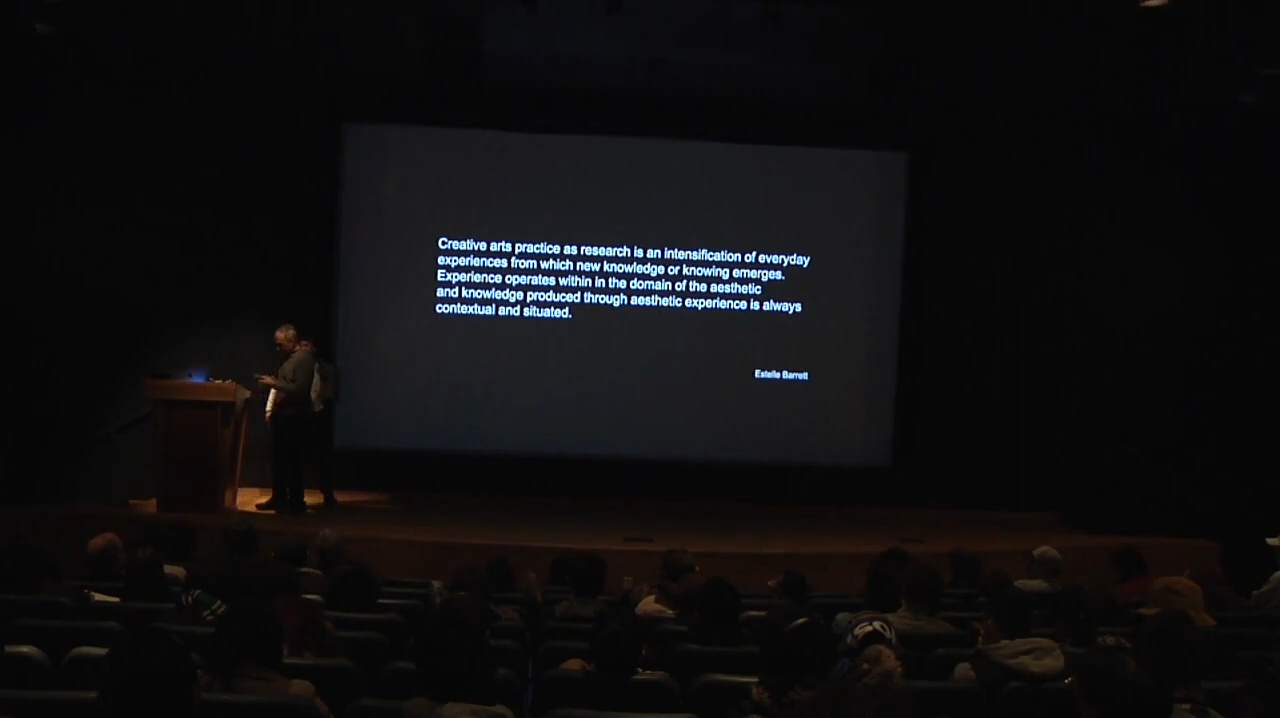 Creative arts practice as research is an intensification of everyday
experiences from which new knowledge or knowing emerges.
Experience operates within in the domain of the aesthetic
and knowledge produced through aesthetic experience is always
contextual and situated.
Estelle Barrett